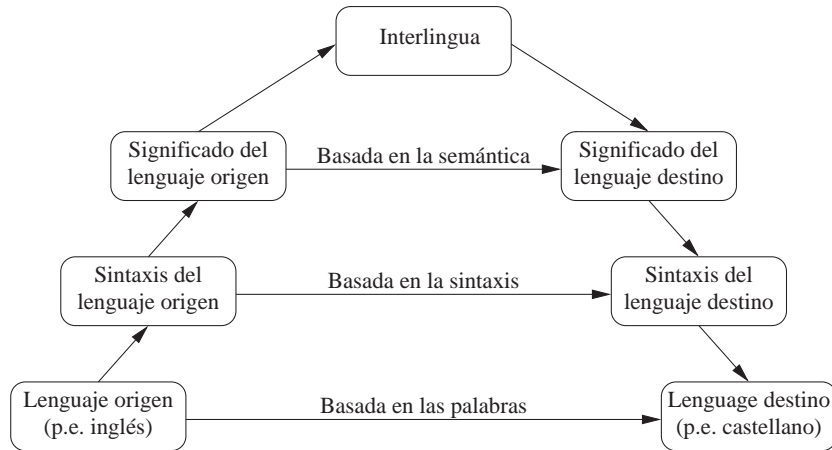 Interlingua
Significado del
lenguaje origen
Basada en la semántica
Significado del
lenguaje destino
Sintaxis del
lenguaje origen
Basada en la sintaxis
Sintaxis del
lenguaje destino
Lenguaje origen
(p.e. inglés)
Basada en las palabras
Lenguage destino
(p.e. castellano)